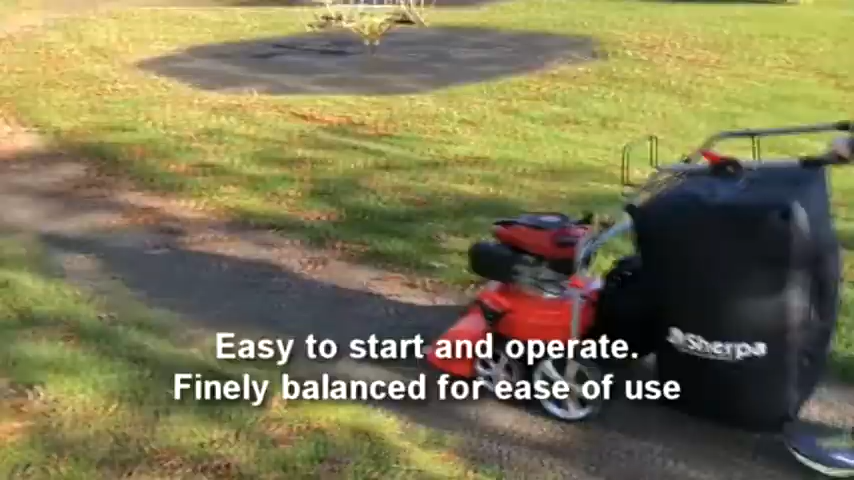 Easy to start and operate.
Finely balanced for ease of use
Sherpa